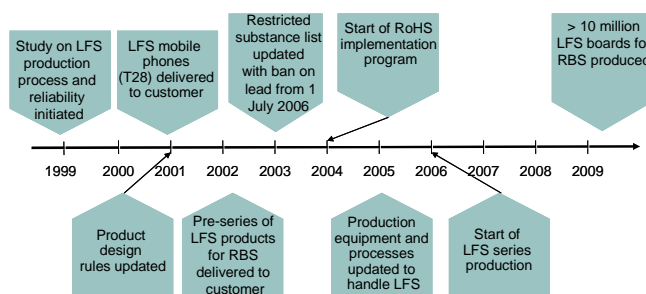 Study on LFS
production
process and
reliability
initiated
LFS mobile
phones
(T28) delivered
to customer
Restricted
substance list
updated
with ban on
lead from 1
July 2006
Start of RoHS
implementation
program
> 10 million
LFS boards for
RBS produced
1999 2000 2001 2002 2003 2004 2005 2006 2007 2008 2009
Product
design
rules updated
Pre-series of
LFS products
for RBS
delivered to
customer
Production
equipment and
processes
updated to
handle LFS
Start of
LFS series
production